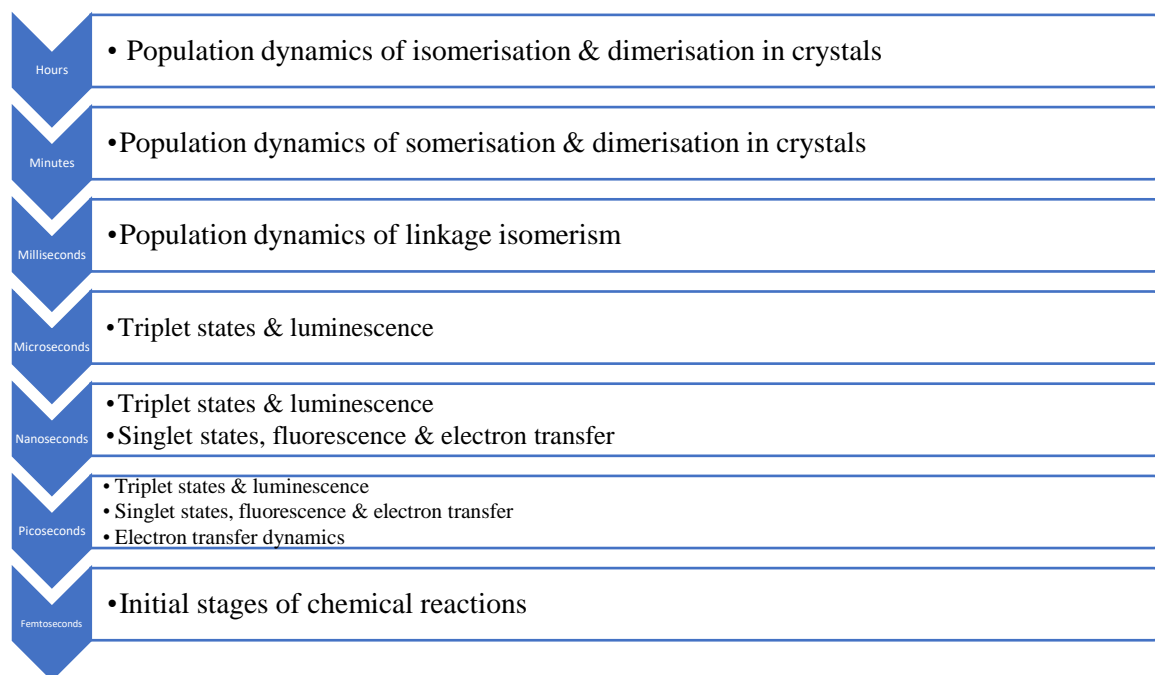 Hours
• Population dynamics of isomerisation & dimerisation in crystals
Minutes
•Population dynamics of somerisation & dimerisation in crystals
Milliseconds
•Population dynamics of linkage isomerism
Microseconds
•Triplet states & luminescence
Nanoseconds
•Triplet states & luminescence
•Singlet states, fluorescence & electron transfer
Picoseconds
• Triplet states & luminescence
• Singlet states, fluorescence & electron transfer
• Electron transfer dynamics
Femtoseconds
•Initial stages of chemical reactions